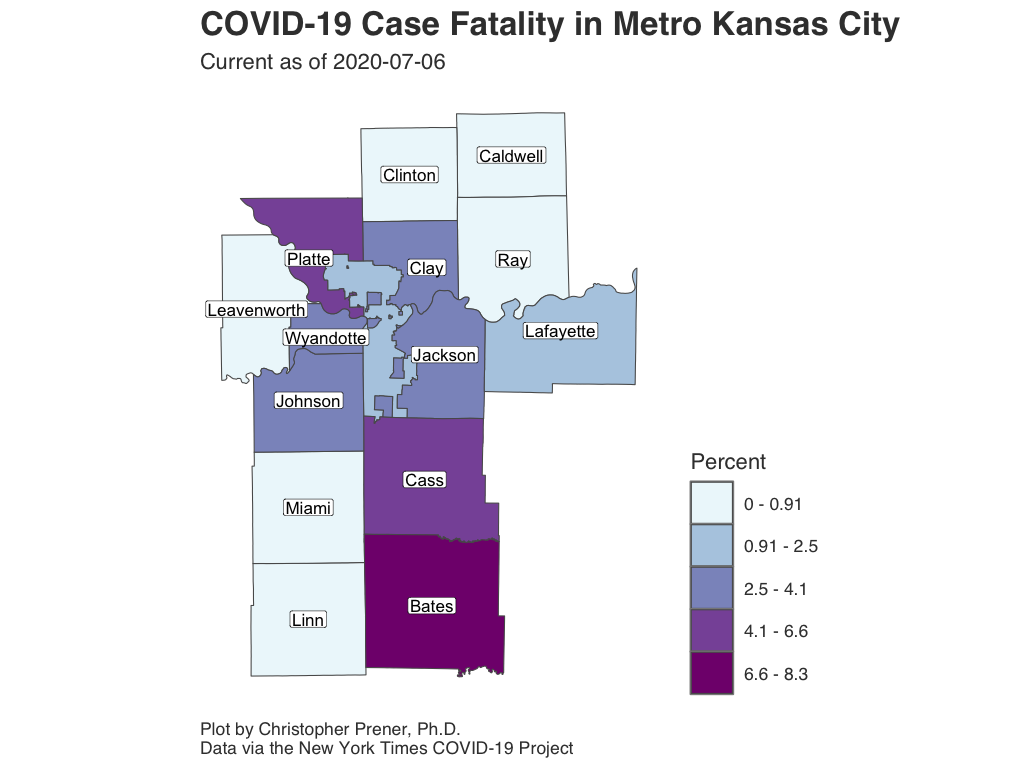 COVID-19 Case Fatality in Metro Kansas City
Current as of 2020-07-06
Caldwell
Clinton
Platte
Clay
Ray
Leavenworth
Wyandotte
Lafayette
Jackson
Johnson
Cass
Miami
Bates
Linn
Percent
0 - 0.91
0.91 - 2.5
2.5 - 4.1
4.1 - 6.6
6.6 - 8.3
Plot by Christopher Prener, Ph.D.
Data via the New York Times COVID-19 Project